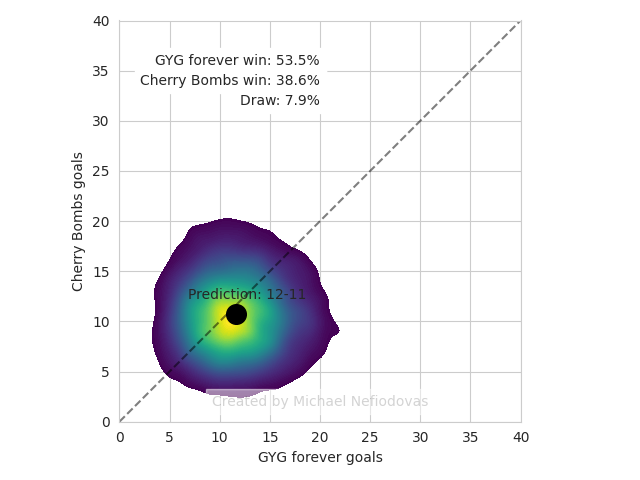 40
35
30
25
20
15
10
5
0
GYG forever win: 53.5%
Cherry Bombs win: 38.6%
Draw: 7.9%
Cherry Bombs goals
Prediction: 12-11
Created by Michael Nefiodovas
0 5 10 15 20 25 30 35 40
GYG forever goals